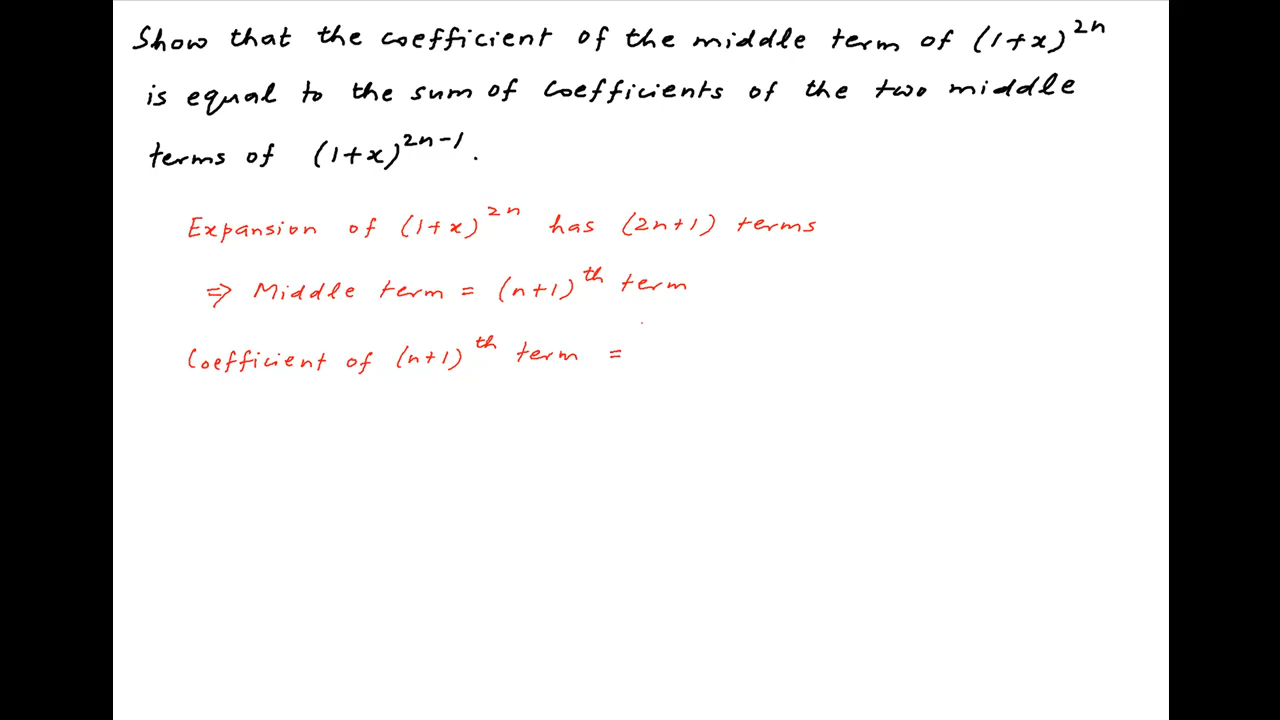 Show that the coefficient of the middle term of (1+x)^{2n}
is equal to the sum of coefficients of the two middle
terms of (1+x)^{2n-1}.
Expansion of (1+x)^{2n} has (2n+1) terms
⇒ Middle term = (n+1)^{th} term
Coefficient of (n+1)^{th} term =